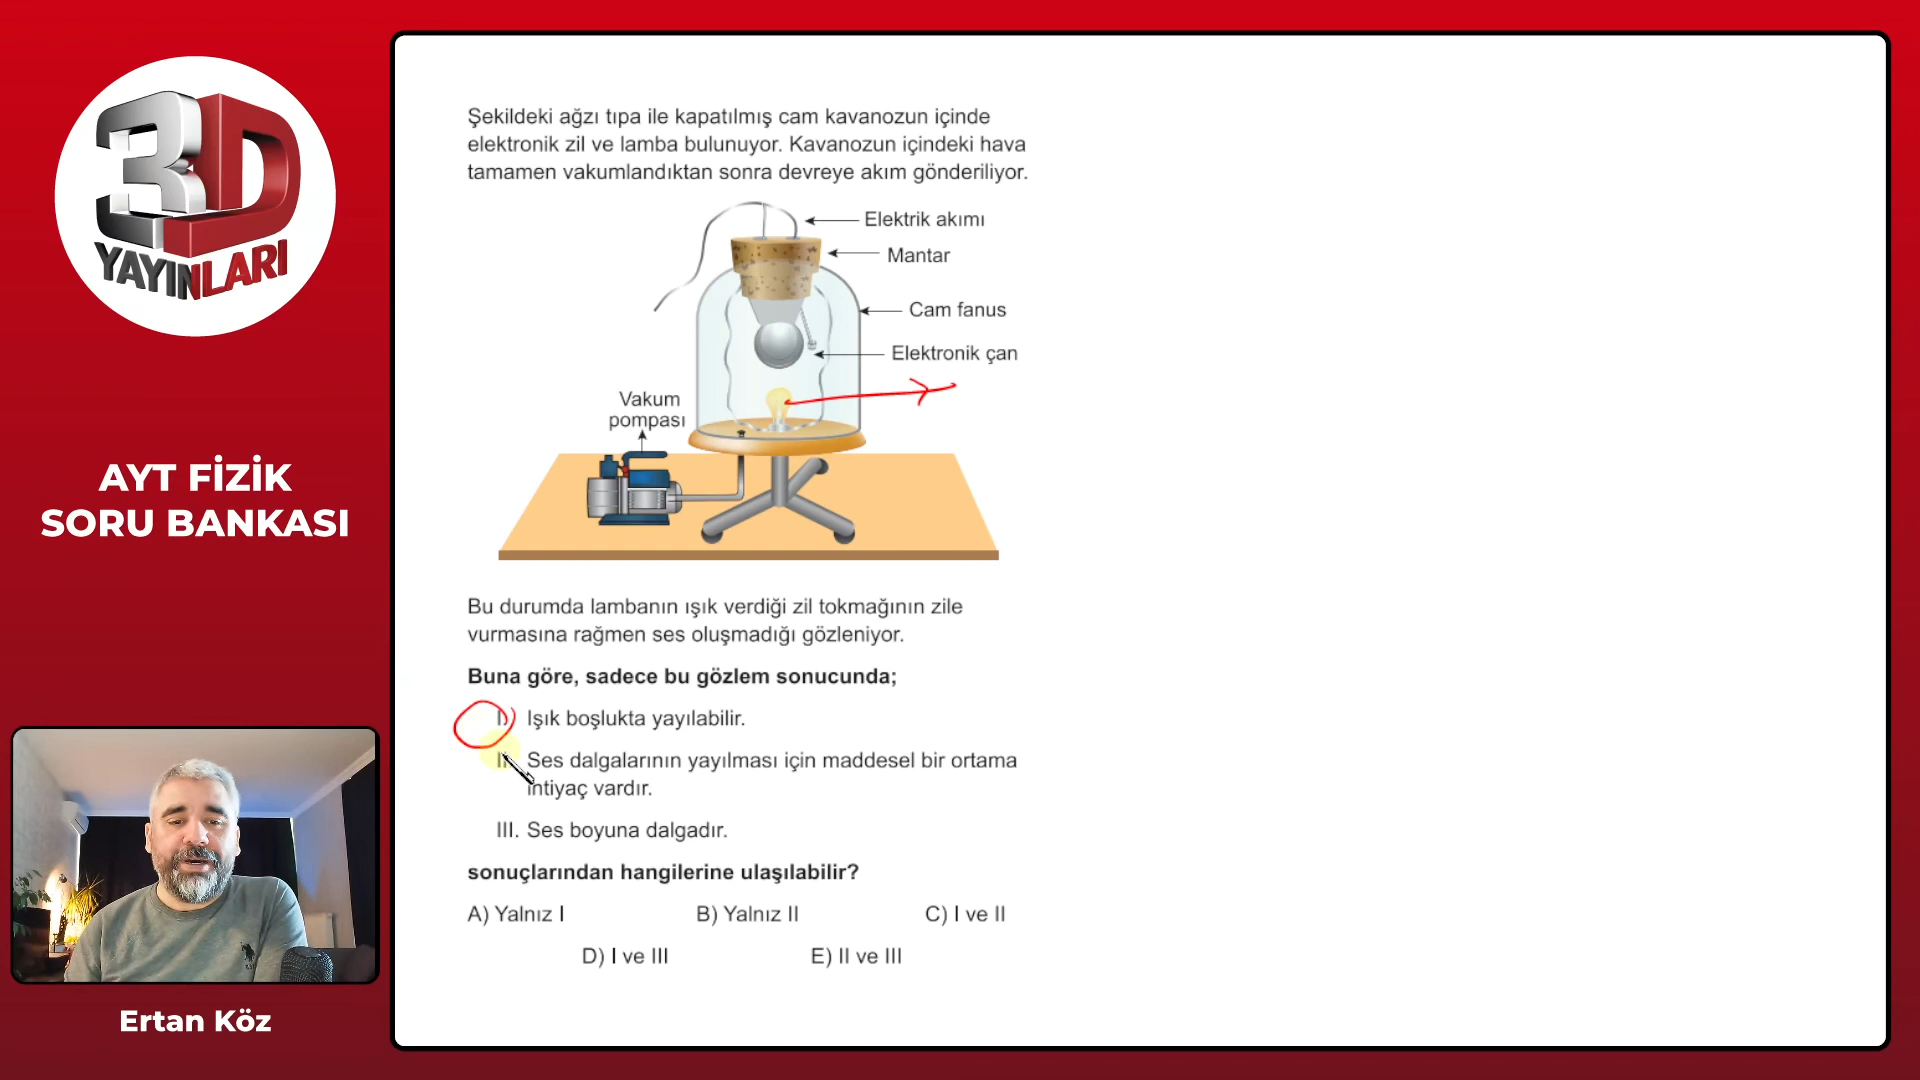 3D
YAYINLARI
AYT FİZİK
SORU BANKASI
Ertan Köz
Şekildeki ağzı tıpa ile kapatılmış cam kavanozun içinde
elektronik zil ve lamba bulunuyor. Kavanozun içindeki hava
tamamen vakumlandıktan sonra devreye akım gönderiliyor.
Elektrik akımı
Mantar
Cam fanus
Elektronik çan
Vakum
pompası
Bu durumda lambanın ışık verdiği zil tokmağının zile
vurmasına rağmen ses oluşmadığı gözleniyor.
Buna göre, sadece bu gözlem sonucunda;
I. Işık boşlukta yayılabilir.
II. Ses dalgalarının yayılması için maddesel bir ortama
intiyaç vardır.
III. Ses boyuna dalgadır.
sonuçlarından hangilerine ulaşılabilir?
A) Yalnız I B) Yalnız II C) I ve II
D) I ve III E) II ve III